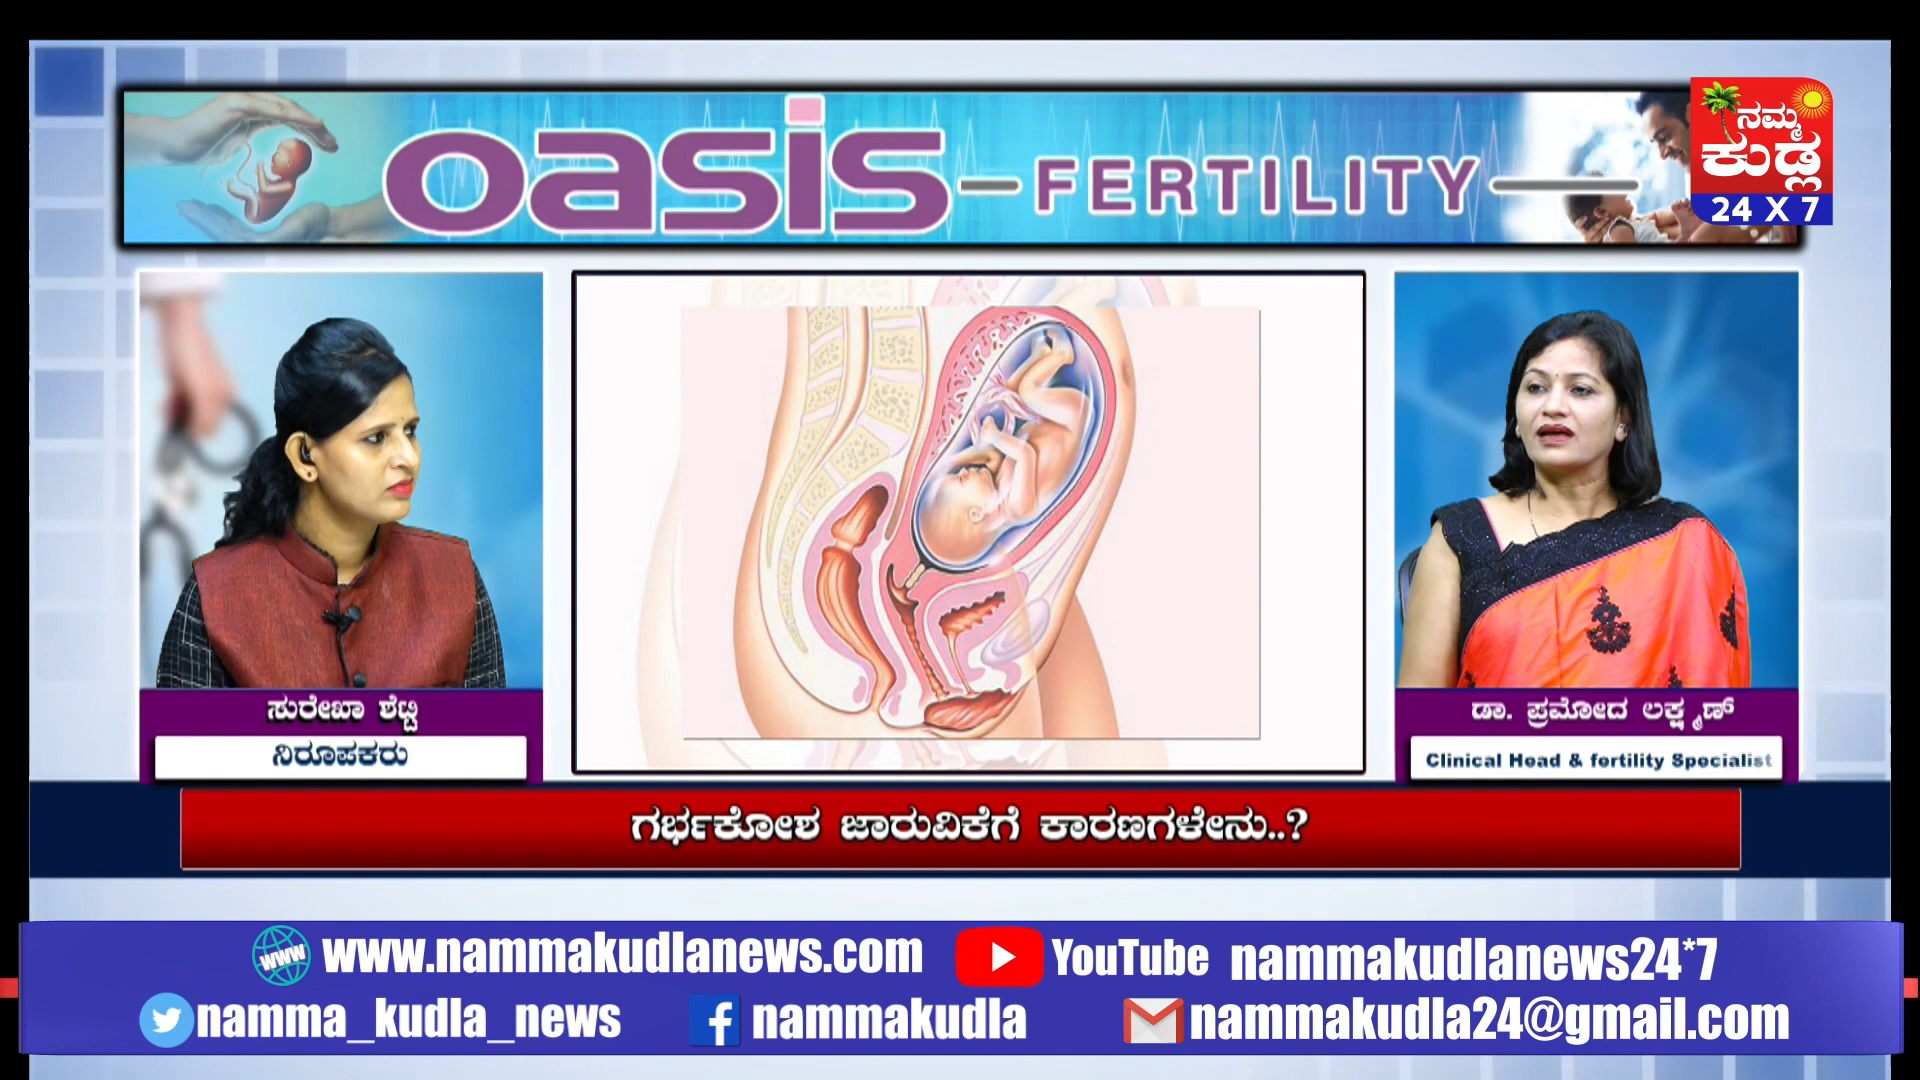 oasis FERTILITY
ನಮ್ಮ
ಕುಡ್ಲ
24 X 7
ಸುರೇಖಾ ಶೆಟ್ಟಿ
ನಿರೂಪಕರು
ಡಾ. ಪ್ರಮೋದ ಲಕ್ಷ್ಮಣ್
Clinical Head & fertility Specialist
ಗರ್ಭಕೋಶ ಜಾರುವಿಕೆಗೆ ಕಾರಣಗಳೇನು..?
www www.nammakudlanews.com YouTube nammakudlanews24*7
namma_kudla_news f nammakudla nammakudla24@gmail.com